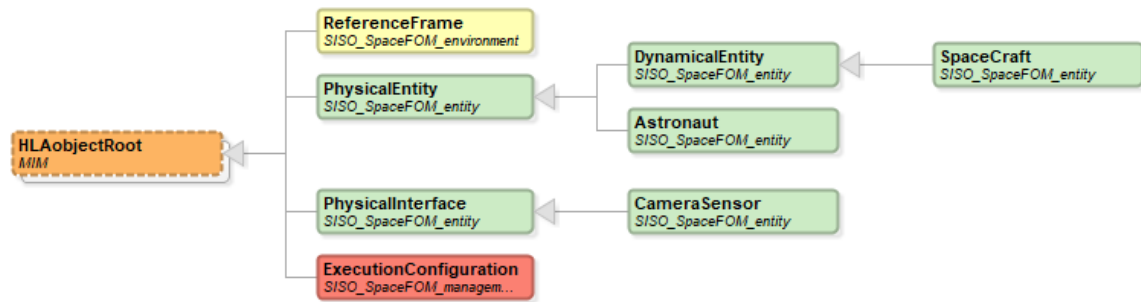 ReferenceFrame
SISO_SpaceFOM_environment
DynamicalEntity
SISO_SpaceFOM_entity
SpaceCraft
SISO_SpaceFOM_entity
PhysicalEntity
SISO_SpaceFOM_entity
Astronaut
SISO_SpaceFOM_entity
HLAobjectRoot
MIM
PhysicalInterface
SISO_SpaceFOM_entity
CameraSensor
SISO_SpaceFOM_entity
ExecutionConfiguration
SISO_SpaceFOM_managem...